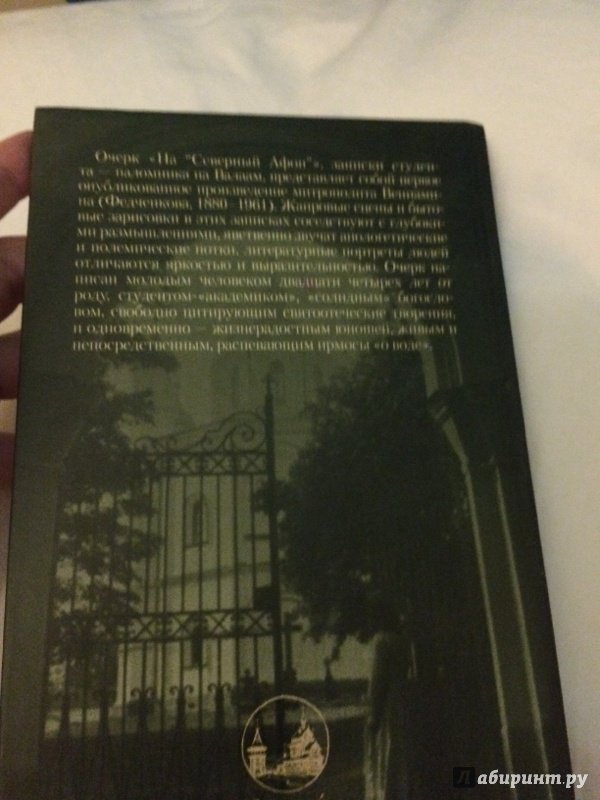 Очерк «На "Северный Афон"», записки студен-
та — паломника на Валаам, представляет собой первое
опубликованное произведение митрополита Вениами-
на (Федченкова, 1880–1961). Жанровые сцены и быто-
вые зарисовки в этих записках соседствуют с глубоки-
ми размышлениями, явственно звучат апологетические
и полемические нотки, литературные портреты людей
отличаются яркостью и выразительностью. Очерк на-
писан молодым человеком двадцати четырех лет от
роду, студентом-«академиком», «солидным» богосло-
вом, свободно цитирующим святоотеческие творения,
и одновременно — жизнерадостным юношей, живым и
непосредственным, распевающим ирмосы «о воде».
Лабиринт.ру